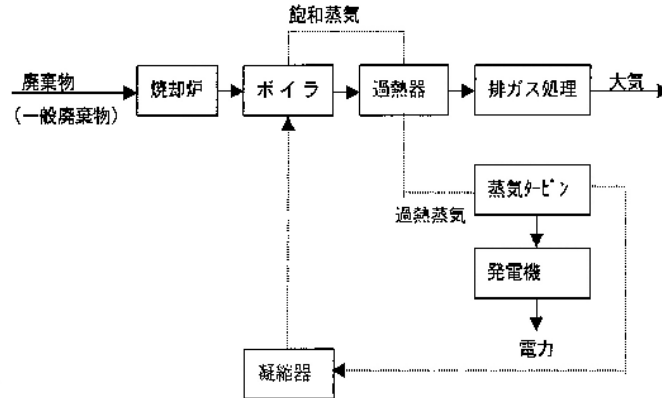 飽和蒸気
廃棄物
(一般廃棄物)
焼却炉
ボイラ
過熱器
排ガス処理
大気
過熱蒸気
蒸気ﾀｰﾋﾞﾝ
発電機
電力
凝縮器